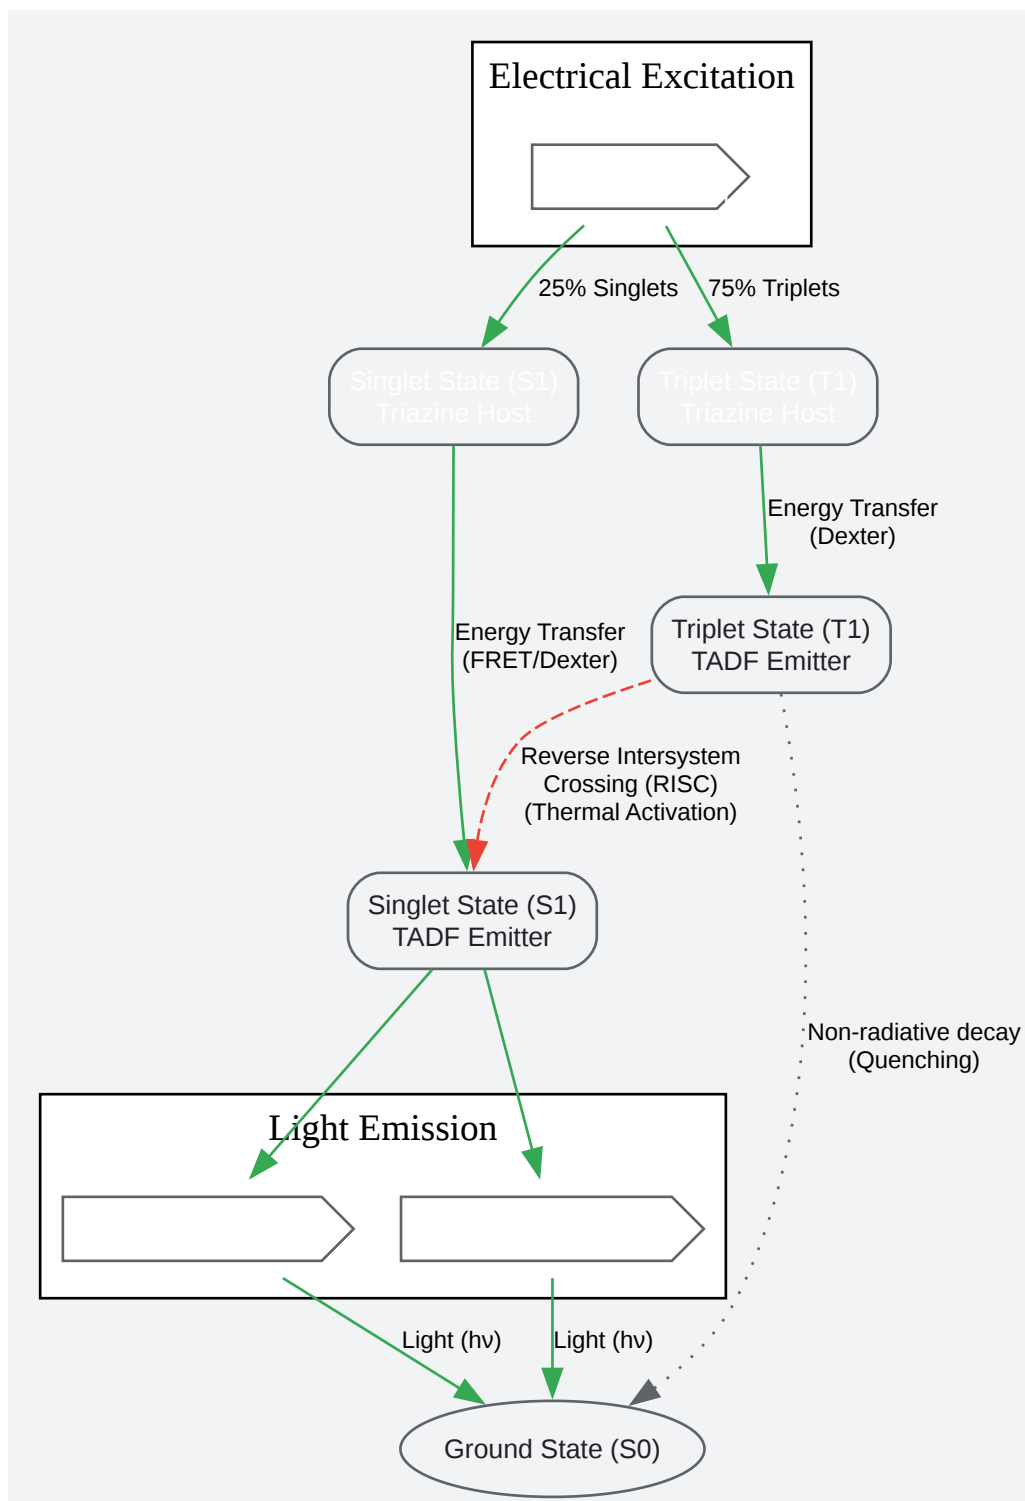 Electrical Excitation
25% Singlets
75% Triplets
Singlet State (S1)
Triazine Host
Triplet State (T1)
Triazine Host
Energy Transfer
(Dexter)
Triplet State (T1)
TADF Emitter
Energy Transfer
(FRET/Dexter)
Reverse Intersystem
Crossing (RISC)
(Thermal Activation)
Singlet State (S1)
TADF Emitter
Non-radiative decay
(Quenching)
Light Emission
Light (hν)
Light (hν)
Ground State (S0)